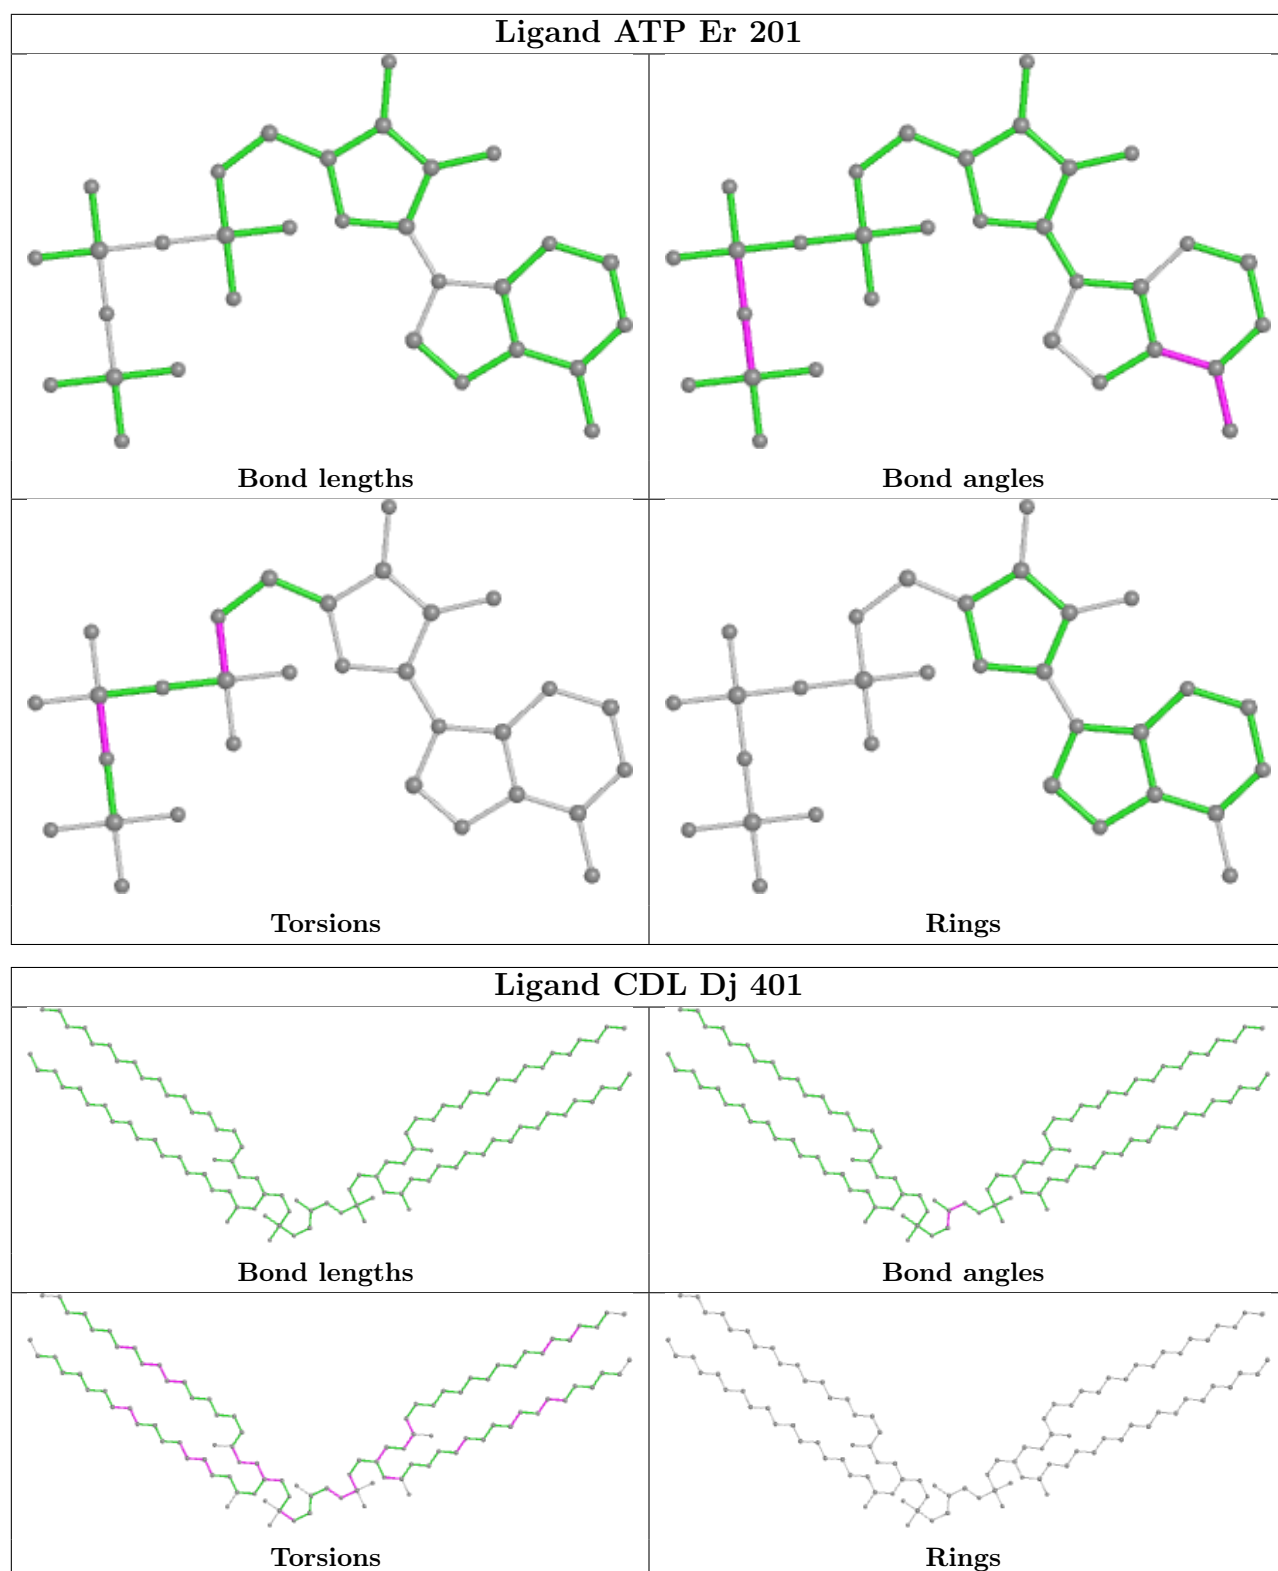 Ligand ATP Er 201
Bond lengths
Bond angles
Torsions
Rings
Ligand CDL Dj 401
Bond lengths
Bond angles
Torsions
Rings